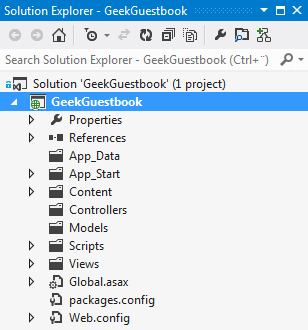 Solution Explorer - GeekGuestbook
Search Solution Explorer - GeekGuestbook (Ctrl+¨)
Solution 'GeekGuestbook' (1 project)
GeekGuestbook
Properties
References
App_Data
App_Start
Content
Controllers
Models
Scripts
Views
Global.asax
packages.config
Web.config